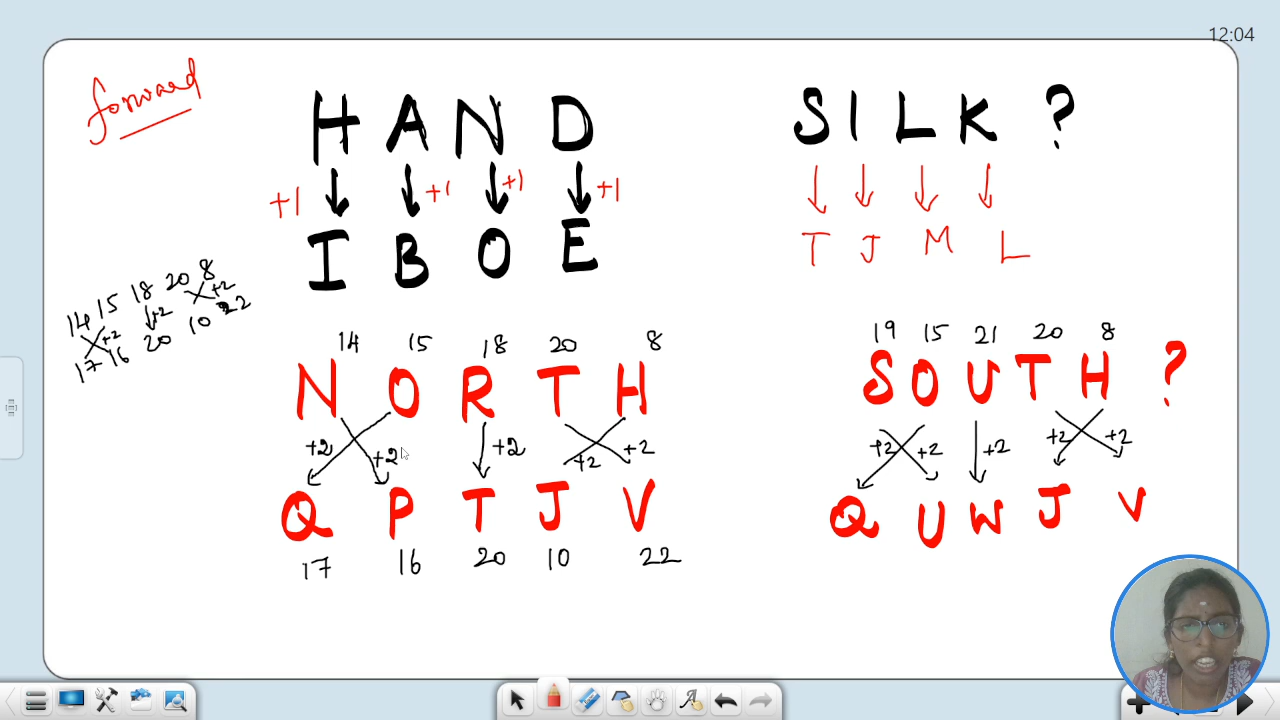 12:04
forward
H A N D
+1 +1 +1 +1
I B O E
S I L K ?
T J M L
14 15 18 20 8
+2 +2 +2
17 16 20 10 22
14 15 18 20 8
N O R T H
+2 +2 +2 +2 +2
Q P T J V
17 16 20 10 22
19 15 21 20 8
S O U T H ?
+2 +2 +2 +2 +2
Q U W J V